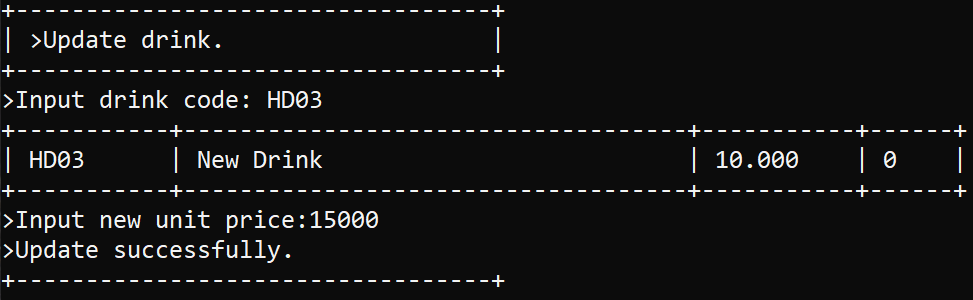 +----------------------------------+
| >Update drink.                   |
+----------------------------------+
>Input drink code: HD03
+-----------+------------------------------------+-----------+------+
| HD03      | New Drink                          | 10.000    | 0    |
+-----------+------------------------------------+-----------+------+
>Input new unit price:15000
>Update successfully.
+----------------------------------+